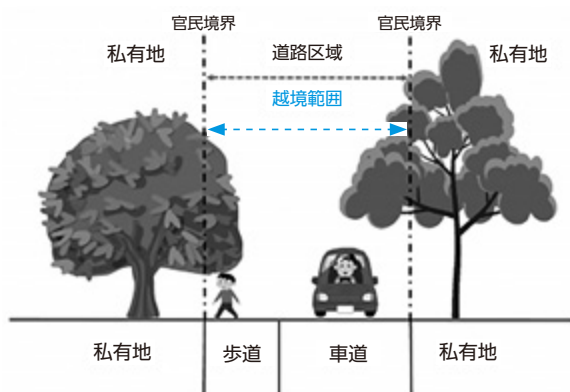 官民境界
官民境界
私有地
道路区域
私有地
越境範囲
私有地
歩道
車道
私有地